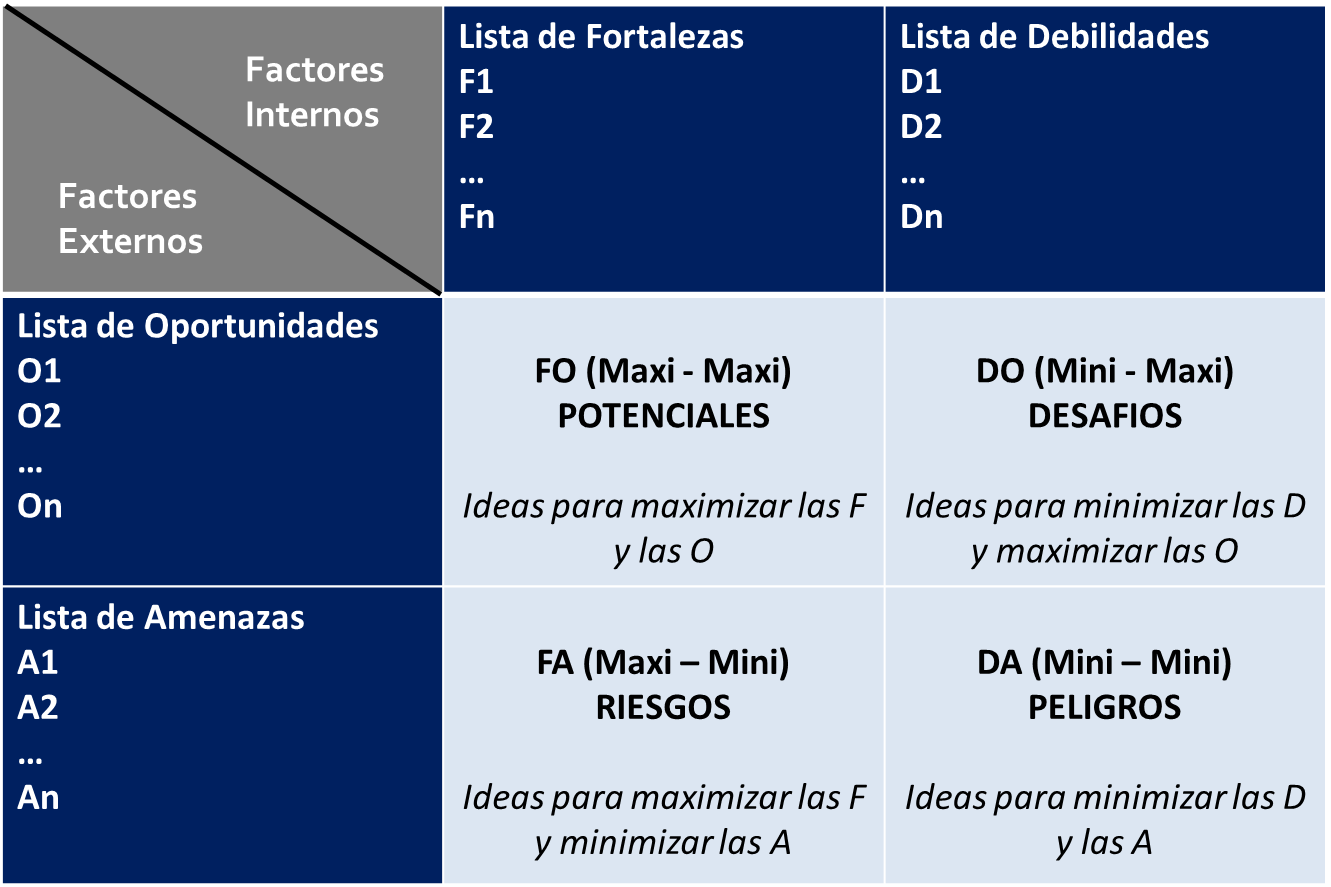 Factores
Internos
Factores
Externos
Lista de Fortalezas
F1
F2
...
Fn
Lista de Debilidades
D1
D2
...
Dn
Lista de Oportunidades
O1
O2
...
On
FO (Maxi - Maxi)
POTENCIALES
Ideas para maximizar las F
y las O
DO (Mini - Maxi)
DESAFIOS
Ideas para minimizar las D
y maximizar las O
Lista de Amenazas
A1
A2
...
An
FA (Maxi – Mini)
RIESGOS
Ideas para maximizar las F
y minimizar las A
DA (Mini – Mini)
PELIGROS
Ideas para minimizar las D
y las A